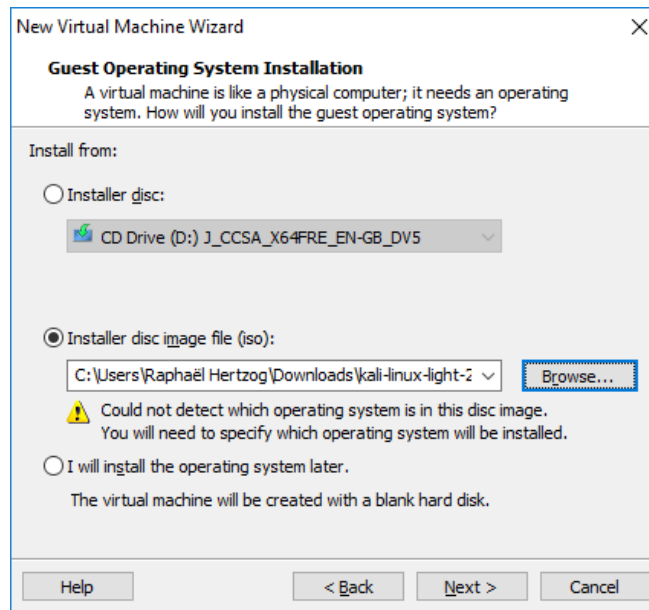 New Virtual Machine Wizard
Guest Operating System Installation
A virtual machine is like a physical computer; it needs an operating
system. How will you install the guest operating system?
Install from:
Installer disc:
CD Drive (D:) J_CCSA_X64FRE_EN-GB_DV5
Installer disc image file (iso):
C:\Users\Raphaël Hertzog\Downloads\kali-linux-light-2
Browse...
Could not detect which operating system is in this disc image.
You will need to specify which operating system will be installed.
I will install the operating system later.
The virtual machine will be created with a blank hard disk.
Help
< Back
Next >
Cancel